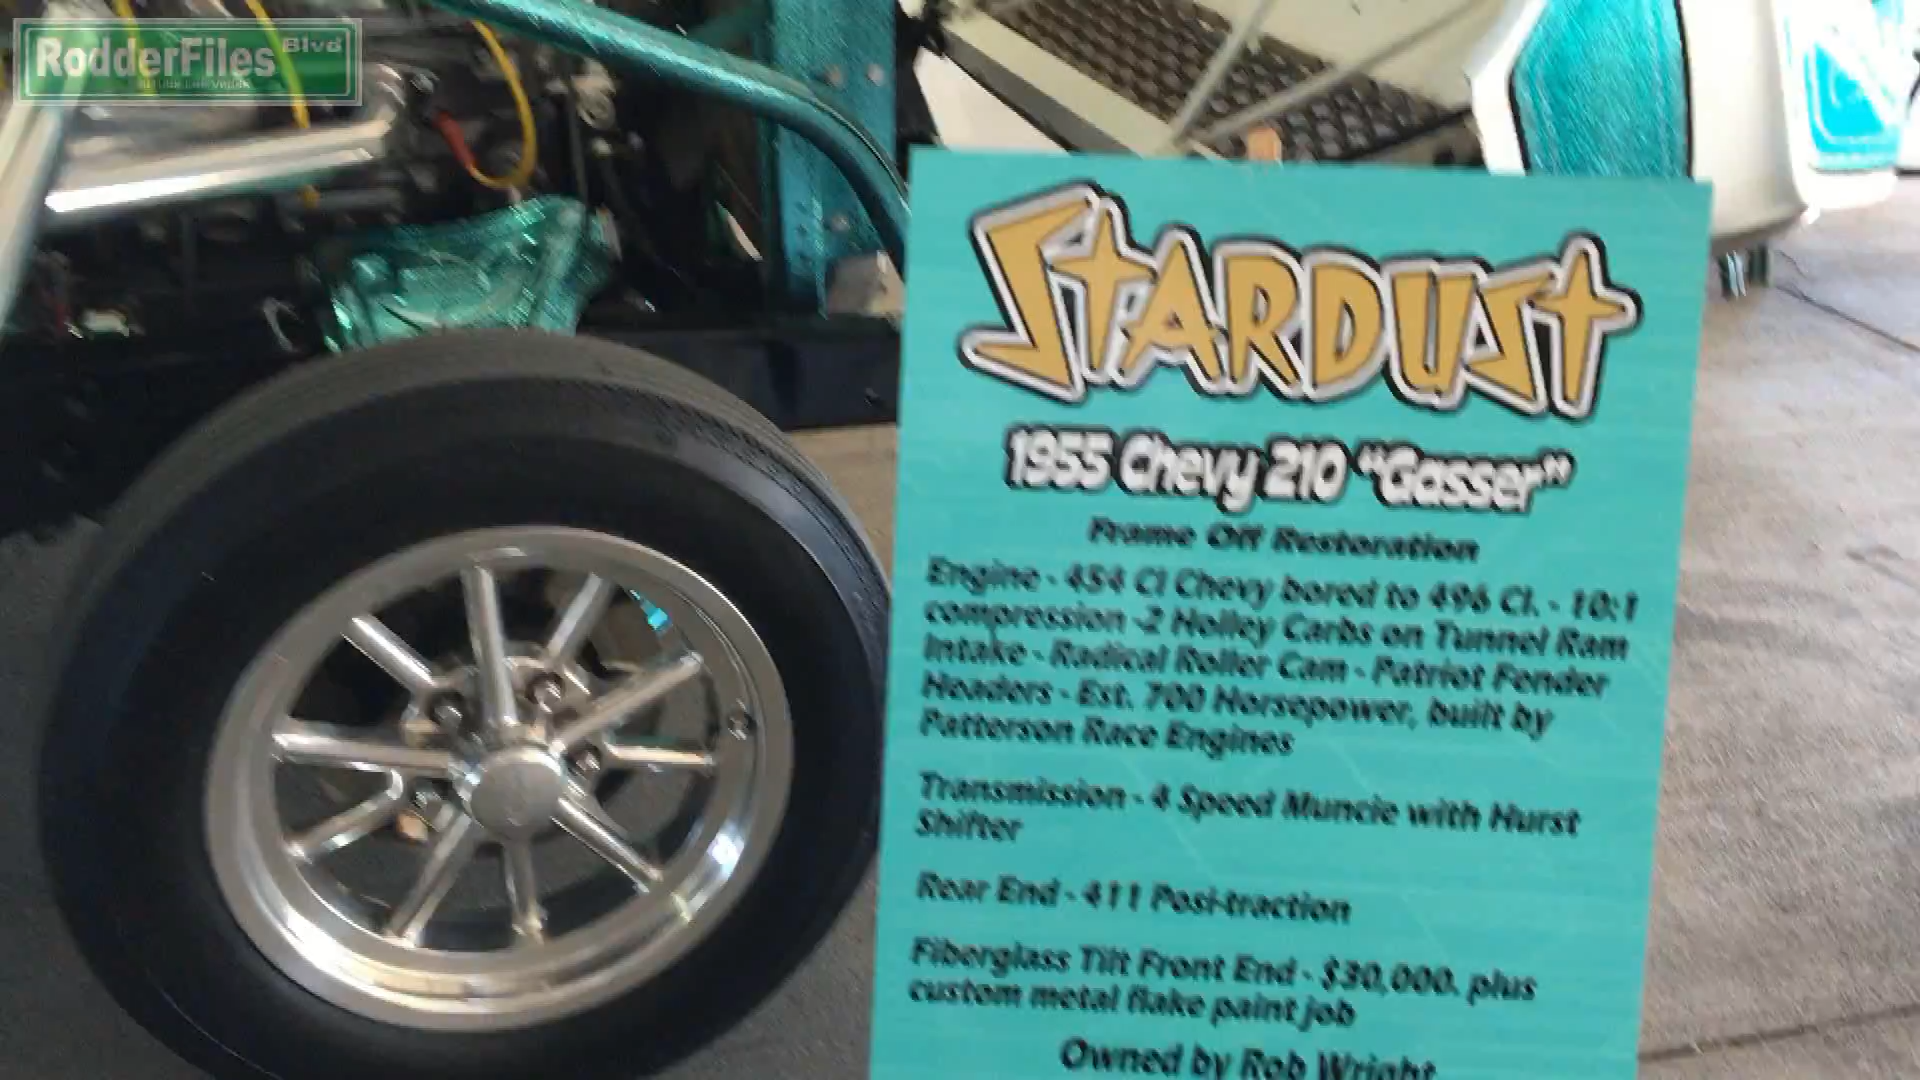 RodderFiles Blvd
STARDUST
1955 Chevy 210 "Gasser"
Frame Off Restoration
Engine - 454 CI Chevy bored to 496 CI. - 10:1
compression -2 Holley Carbs on Tunnel Ram
Intake - Radical Roller Cam - Patriot Fender
Headers - Est. 700 Horsepower, built by
Patterson Race Engines
Transmission - 4 Speed Muncie with Hurst
Shifter
Rear End - 411 Posi-traction
Fiberglass Tilt Front End - $30,000. plus
custom metal flake paint job
Owned by Rob Wright